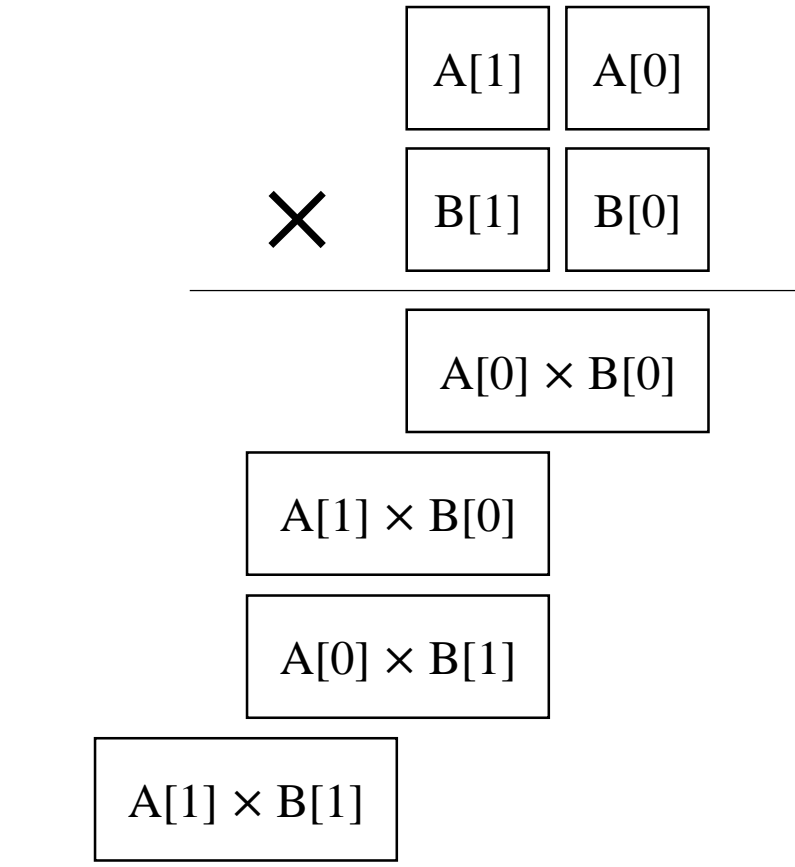 A[1] A[0]
× B[1] B[0]
A[0] × B[0]
A[1] × B[0]
A[0] × B[1]
A[1] × B[1]